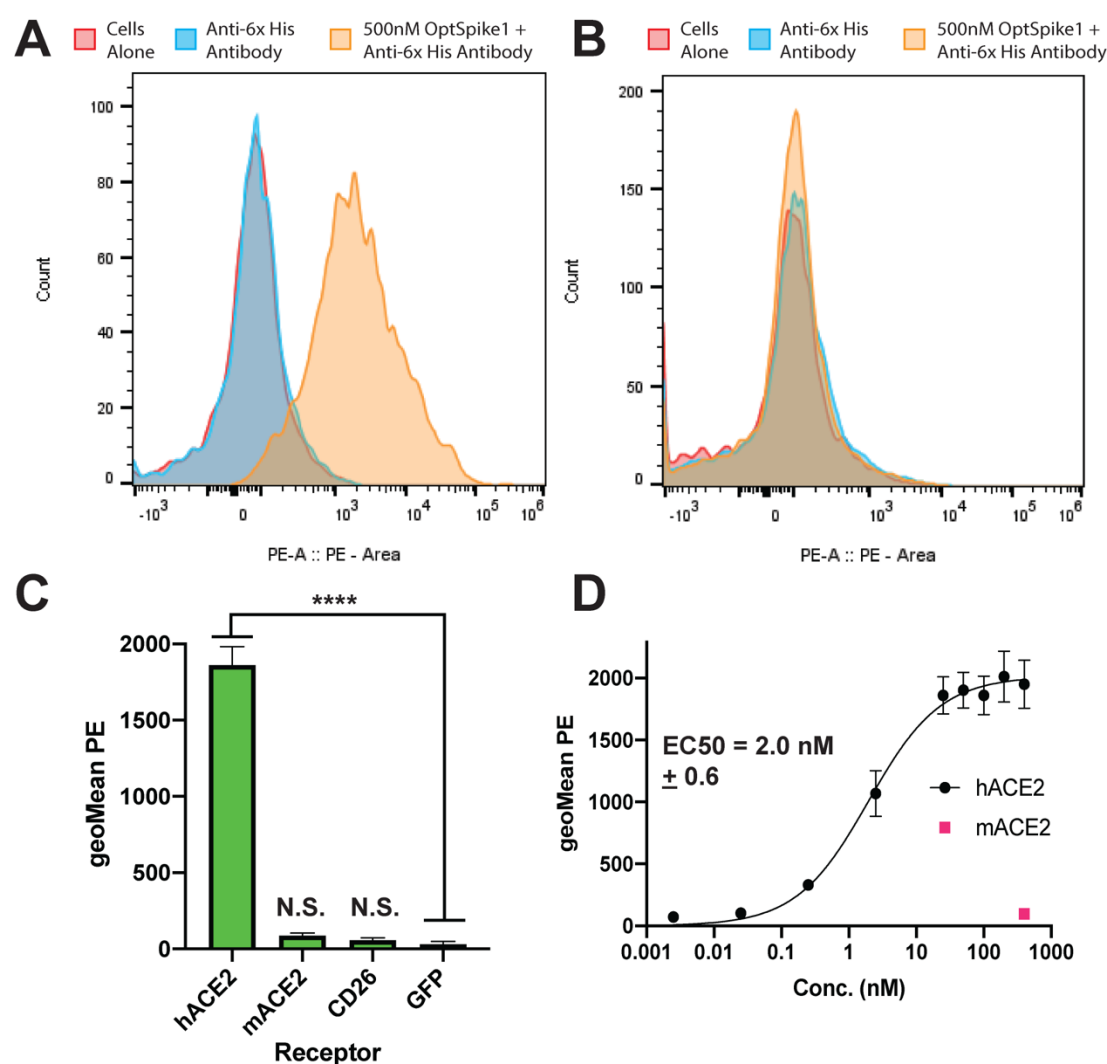 A
Cells
Alone
Anti-6x His
Antibody
500nM OptSpike1 +
Anti-6x His Antibody
100
80
60
40
20
0
Count
-10³
0
10³
10⁴
10⁵
10⁶
PE-A :: PE - Area
B
Cells
Alone
Anti-6x His
Antibody
500nM OptSpike1 +
Anti-6x His Antibody
200
150
100
50
0
Count
-10³
0
10³
10⁴
10⁵
10⁶
PE-A :: PE - Area
C
****
2000
1500
1000
500
0
geoMean PE
N.S.
N.S.
hACE2
mACE2
CD26
GFP
Receptor
D
2000
1500
1000
500
0
geoMean PE
EC50 = 2.0 nM
± 0.6
hACE2
mACE2
0.001
0.01
0.1
1
10
100
1000
Conc. (nM)